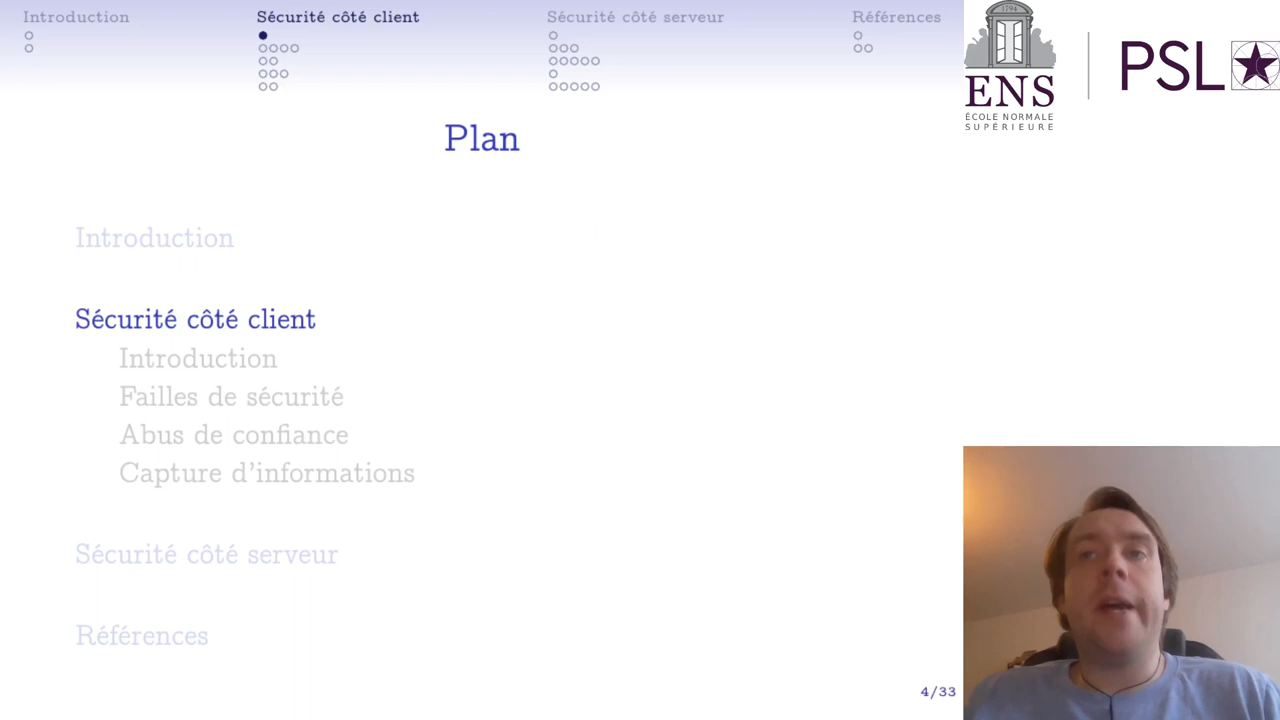 Introduction
Sécurité côté client
Sécurité côté serveur
Références
1794
ENS
ÉCOLE NORMALE
SUPÉRIEURE
PSL
Plan
Introduction
Sécurité côté client
Introduction
Failles de sécurité
Abus de confiance
Capture d'informations
Sécurité côté serveur
Références
4/33